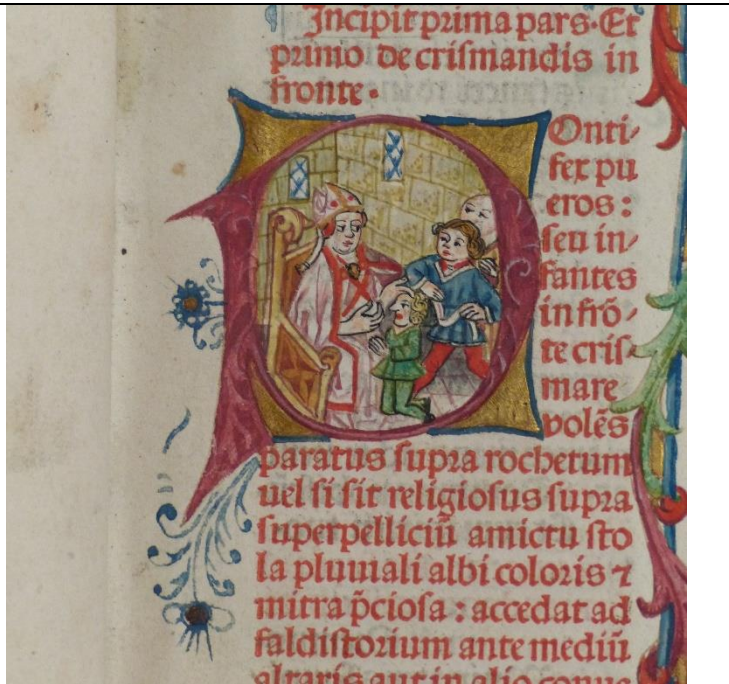 Incipit prima pars. Et
primo de crismandis in
fronte.
Onti-
fex pu
eros:
seu in-
fantes
in frō-
te cris-
mare
volēs
paratus supra rochetum
uel si sit religiosus supra
superpelliciū amictu sto
la pluuiali albi coloris ⁊
mitra p̄ciosa: accedat ad
faldistorium ante mediū
altaris aut in alio conue